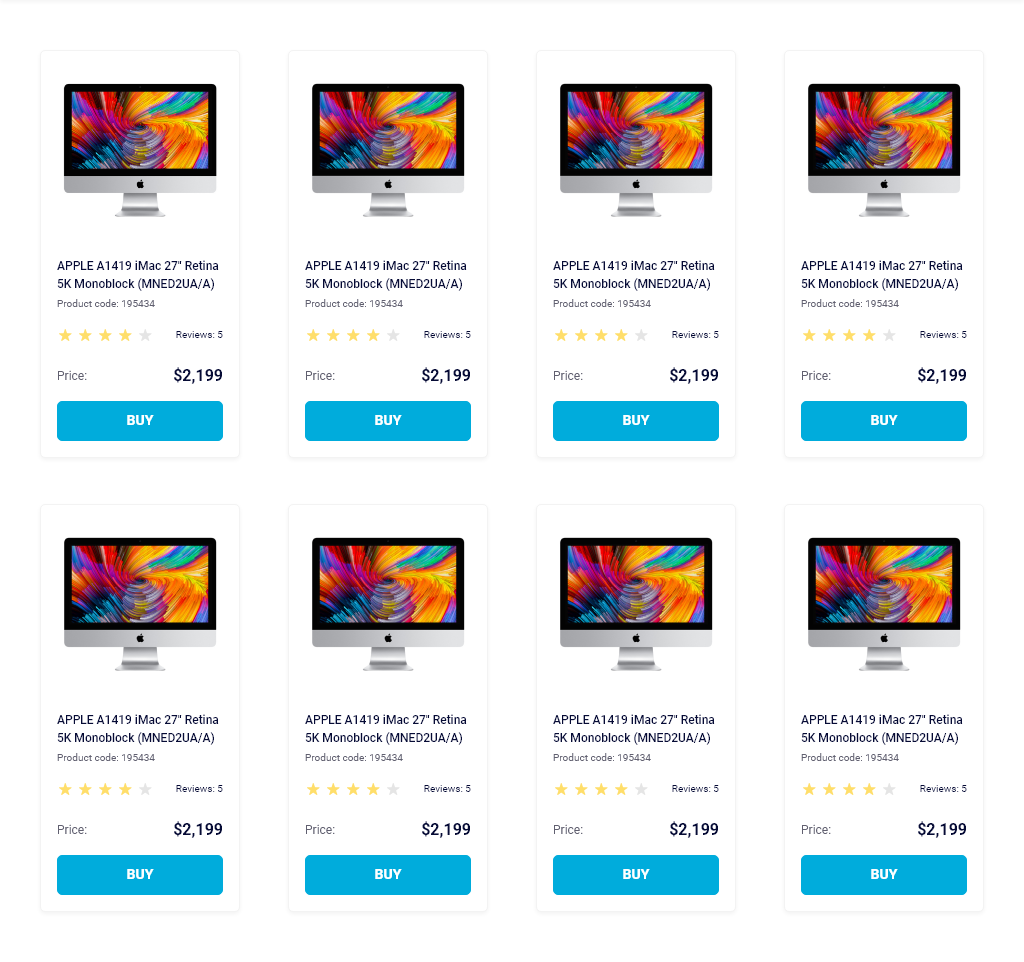 APPLE A1419 iMac 27" Retina
5K Monoblock (MNED2UA/A)
Product code: 195434
Reviews: 5
Price: $2,199
BUY
APPLE A1419 iMac 27" Retina
5K Monoblock (MNED2UA/A)
Product code: 195434
Reviews: 5
Price: $2,199
BUY
APPLE A1419 iMac 27" Retina
5K Monoblock (MNED2UA/A)
Product code: 195434
Reviews: 5
Price: $2,199
BUY
APPLE A1419 iMac 27" Retina
5K Monoblock (MNED2UA/A)
Product code: 195434
Reviews: 5
Price: $2,199
BUY
APPLE A1419 iMac 27" Retina
5K Monoblock (MNED2UA/A)
Product code: 195434
Reviews: 5
Price: $2,199
BUY
APPLE A1419 iMac 27" Retina
5K Monoblock (MNED2UA/A)
Product code: 195434
Reviews: 5
Price: $2,199
BUY
APPLE A1419 iMac 27" Retina
5K Monoblock (MNED2UA/A)
Product code: 195434
Reviews: 5
Price: $2,199
BUY
APPLE A1419 iMac 27" Retina
5K Monoblock (MNED2UA/A)
Product code: 195434
Reviews: 5
Price: $2,199
BUY